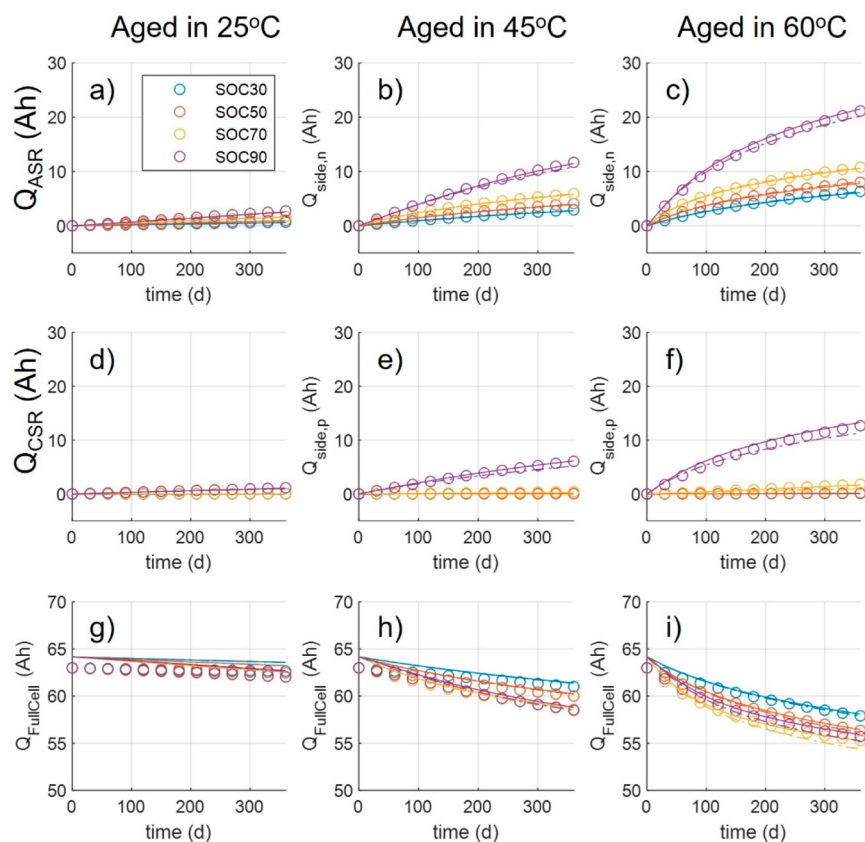 Aged in 25°C Aged in 45°C Aged in 60°C
a) b) c)
SOC30
SOC50
SOC70
SOC90
Q_ASR (Ah) Q_side,n (Ah) Q_side,n (Ah)
30 20 10 0
30 20 10 0
30 20 10 0
0 100 200 300
0 100 200 300
0 100 200 300
time (d) time (d) time (d)
d) e) f)
Q_CSR (Ah) Q_side,p (Ah) Q_side,p (Ah)
30 20 10 0
30 20 10 0
30 20 10 0
0 100 200 300
0 100 200 300
0 100 200 300
time (d) time (d) time (d)
g) h) i)
Q_FullCell (Ah) Q_FullCell (Ah) Q_FullCell (Ah)
70 65 60 55 50
70 65 60 55 50
70 65 60 55 50
0 100 200 300
0 100 200 300
0 100 200 300
time (d) time (d) time (d)